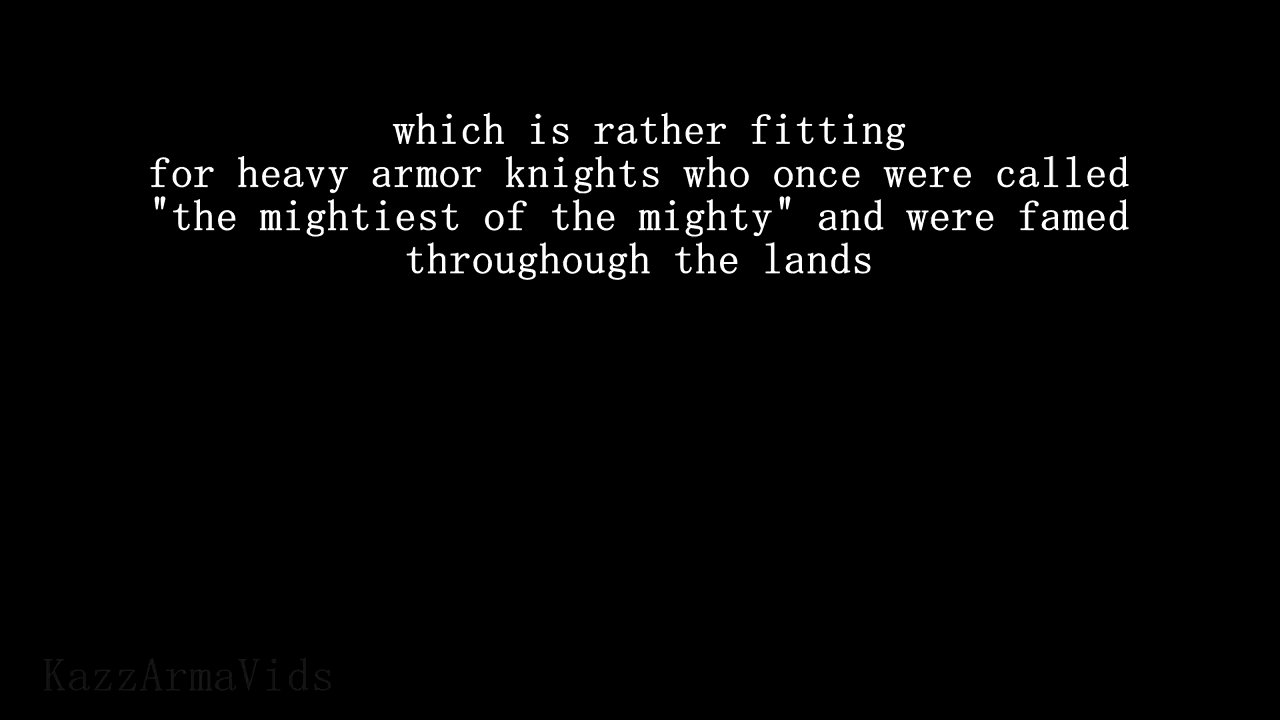 which is rather fitting
for heavy armor knights who once were called
"the mightiest of the mighty" and were famed
throughough the lands
KazzArmaVids